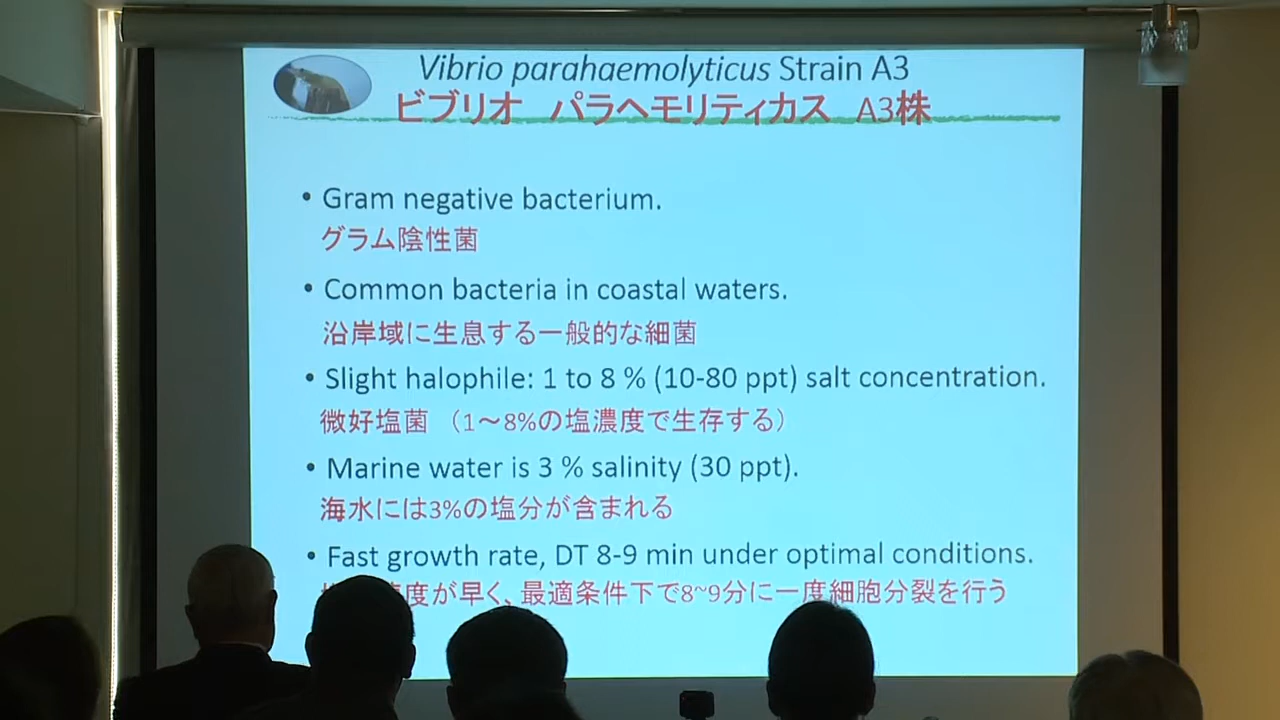 Vibrio parahaemolyticus Strain A3
ビブリオ　パラヘモリティカス　A3株
• Gram negative bacterium.
グラム陰性菌
• Common bacteria in coastal waters.
沿岸域に生息する一般的な細菌
• Slight halophile: 1 to 8 % (10-80 ppt) salt concentration.
微好塩菌　（1～8%の塩濃度で生存する）
• Marine water is 3 % salinity (30 ppt).
海水には3%の塩分が含まれる
• Fast growth rate, DT 8-9 min under optimal conditions.
度が早く、最適条件下で8~9分に一度細胞分裂を行う